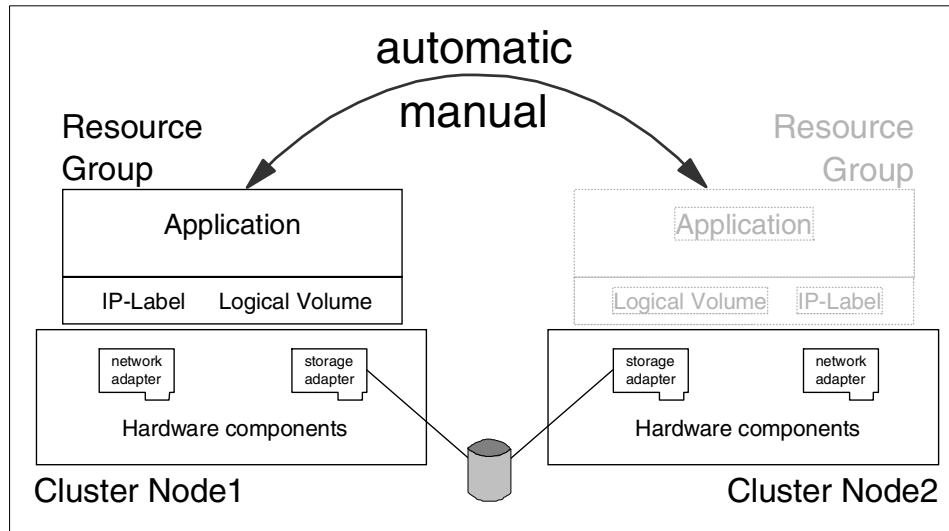 automatic
manual
Resource
Group
Application
IP-Label Logical Volume
network
adapter
storage
adapter
Hardware components
Cluster Node1
Resource
Group
Application
Logical Volume IP-Label
storage
adapter
network
adapter
Hardware components
Cluster Node2